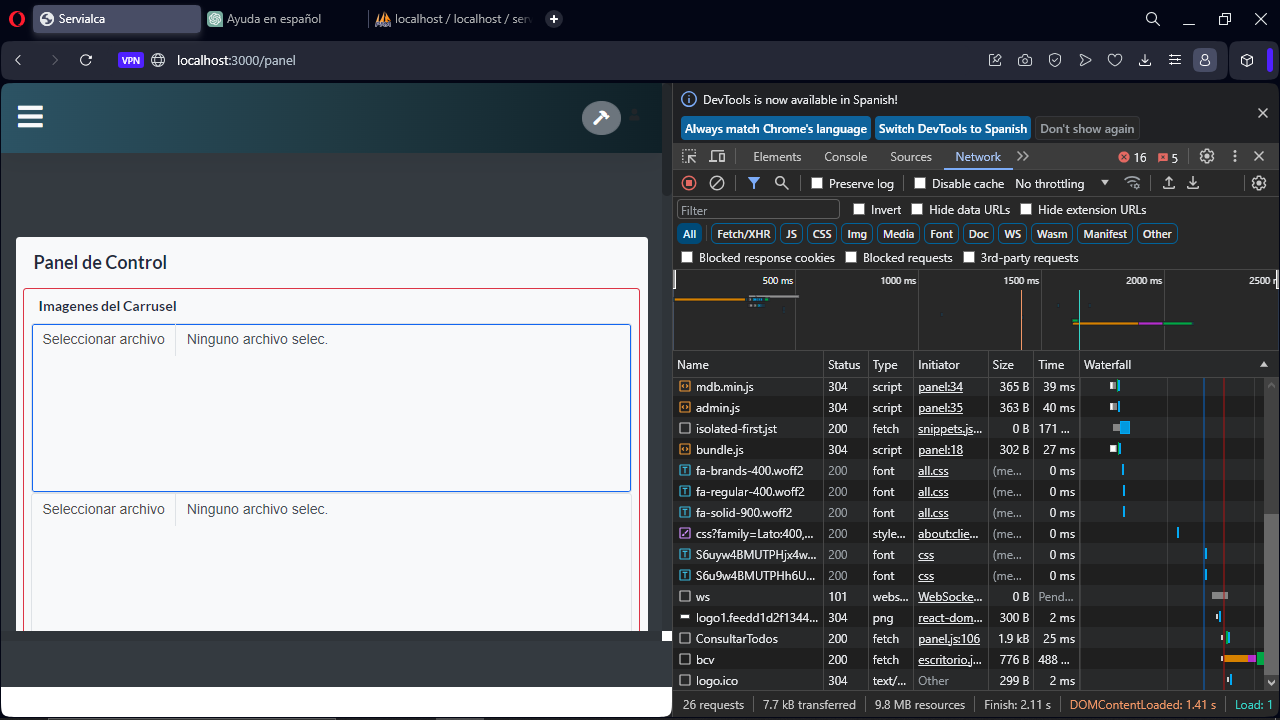 Servialca
Ayuda en español
localhost / localhost / ser
VPN
localhost:3000/panel
DevTools is now available in Spanish!
Always match Chrome's language
Switch DevTools to Spanish
Don't show again
Elements
Console
Sources
Network
16
5
Preserve log
Disable cache
No throttling
Filter
Invert
Hide data URLs
Hide extension URLs
All
Fetch/XHR
JS
CSS
Img
Media
Font
Doc
WS
Wasm
Manifest
Other
Blocked response cookies
Blocked requests
3rd-party requests
500 ms
1000 ms
1500 ms
2000 ms
2500 m
Panel de Control
Imagenes del Carrusel
Seleccionar archivo
Ninguno archivo selec.
Seleccionar archivo
Ninguno archivo selec.
Name Status Type Initiator Size Time Waterfall
mdb.min.js 304 script panel:34 365 B 39 ms
admin.js 304 script panel:35 363 B 40 ms
isolated-first.jst 200 fetch snippets.js... 0 B 171 ...
bundle.js 304 script panel:18 302 B 27 ms
fa-brands-400.woff2 200 font all.css (me... 0 ms
fa-regular-400.woff2 200 font all.css (me... 0 ms
fa-solid-900.woff2 200 font all.css (me... 0 ms
css?family=Lato:400,... 200 style... about:clie... (me... 0 ms
S6uyw4BMUTPHjx4w... 200 font css (me... 0 ms
S6u9w4BMUTPHh6U... 200 font css (me... 0 ms
ws 101 webs... WebSocke... 0 B Pend...
logo1.feedd1d2f1344... 304 png react-dom... 300 B 2 ms
ConsultarTodos 200 fetch panel.js:106 1.9 kB 25 ms
bcv 200 fetch escritorio.j... 776 B 488 ...
logo.ico 304 text/... Other 299 B 2 ms
26 requests
7.7 kB transferred
9.8 MB resources
Finish: 2.11 s
DOMContentLoaded: 1.41 s
Load: 1